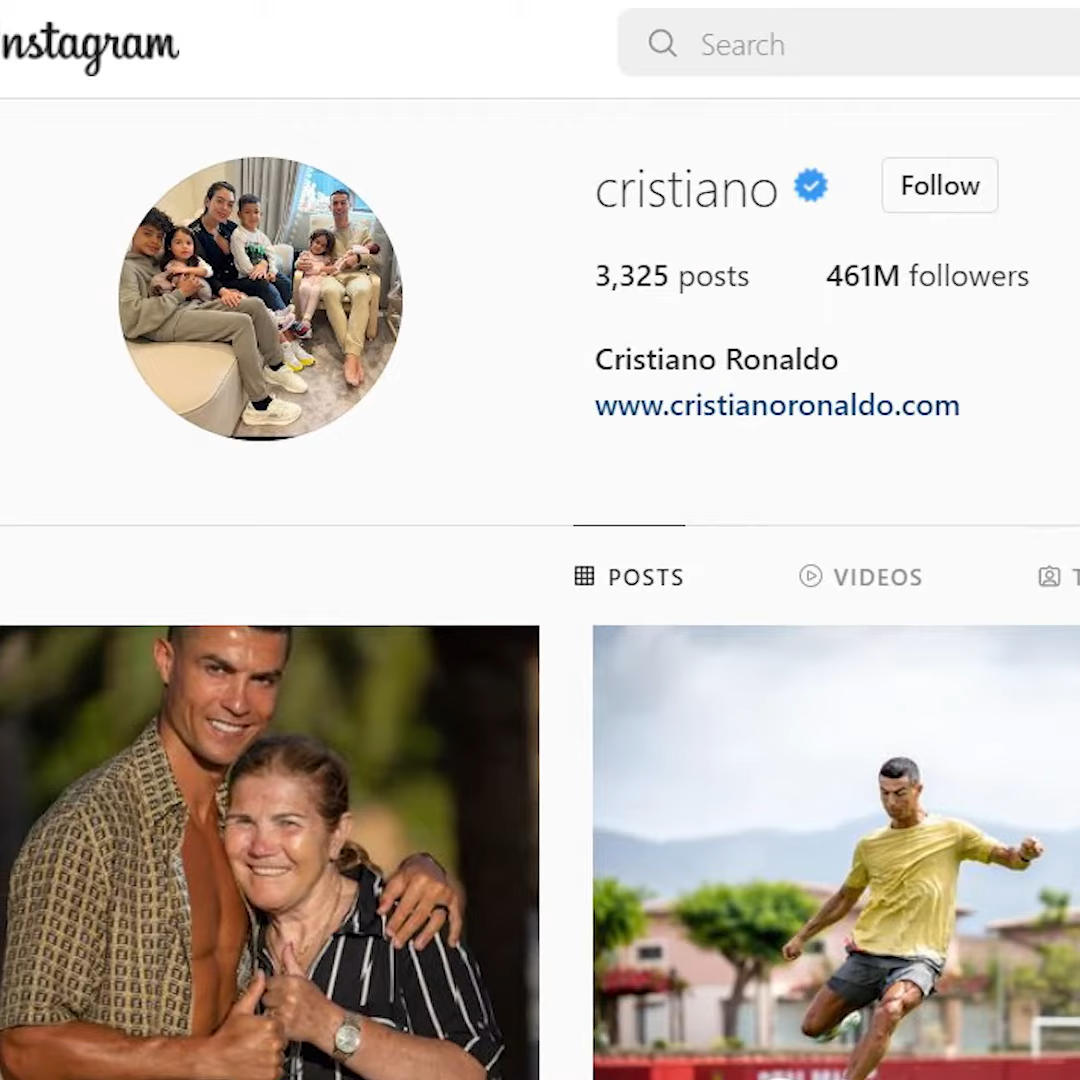 nstagram
Search
cristiano
Follow
3,325 posts
461M followers
Cristiano Ronaldo
www.cristianoronaldo.com
POSTS
VIDEOS
T